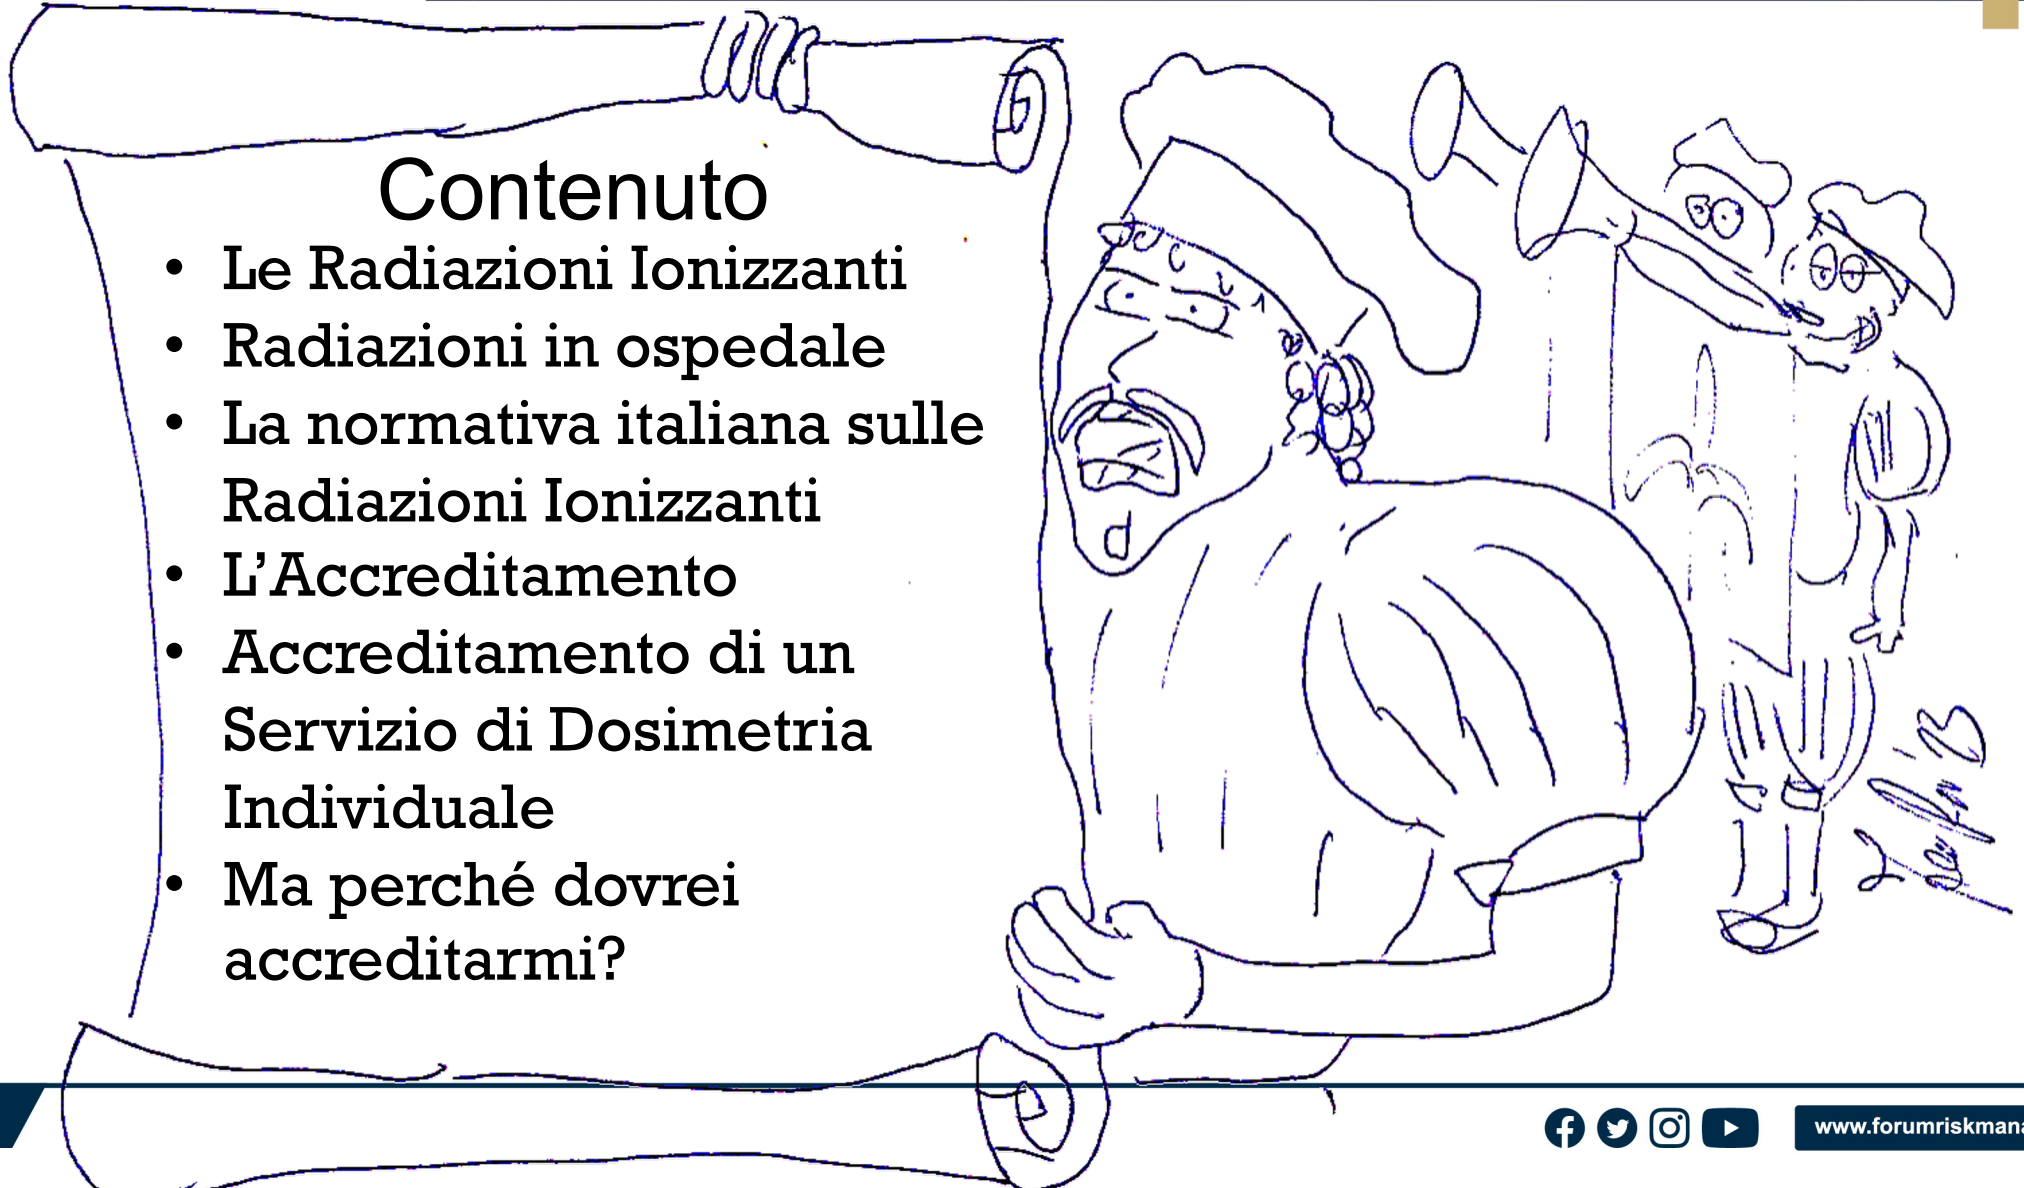 Contenuto
• Le Radiazioni Ionizzanti
• Radiazioni in ospedale
• La normativa italiana sulle
Radiazioni Ionizzanti
• L’Accreditamento
• Accreditamento di un
Servizio di Dosimetria
Individuale
• Ma perché dovrei
accreditarmi?
www.forumriskmana